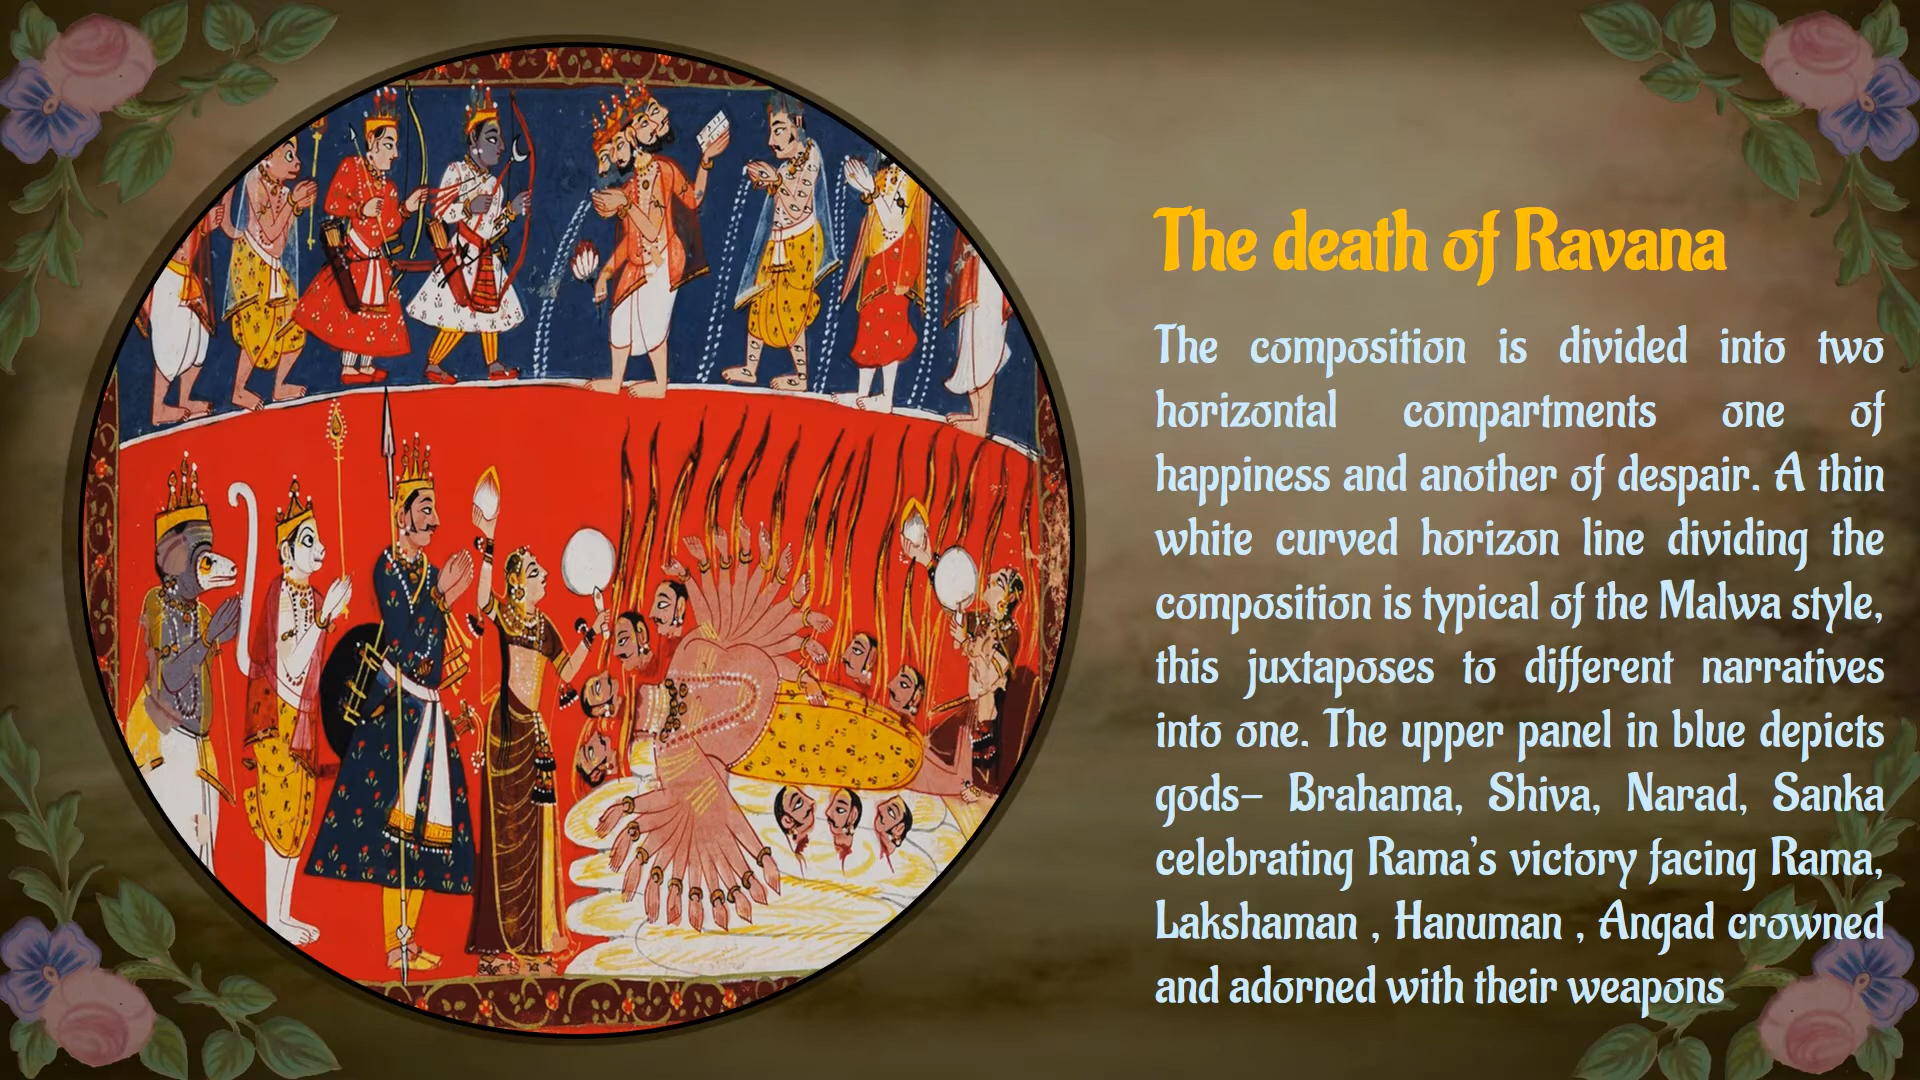 The death of Ravana
The composition is divided into two
horizontal compartments one of
happiness and another of despair. A thin
white curved horizon line dividing the
composition is typical of the Malwa style,
this juxtaposes to different narratives
into one. The upper panel in blue depicts
gods– Brahama, Shiva, Narad, Sanka
celebrating Rama's victory facing Rama,
Lakshaman , Hanuman , Angad crowned
and adorned with their weapons